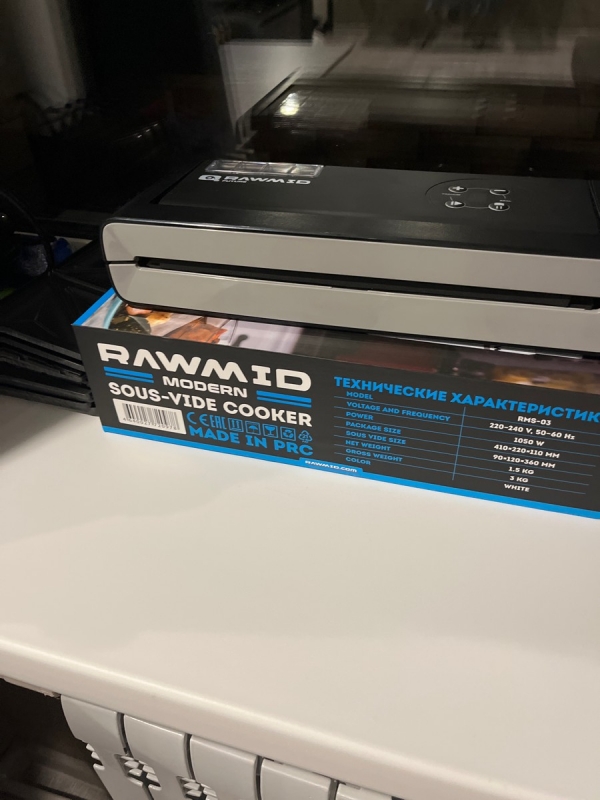 RAWMID
RAWMID
MODERN
SOUS-VIDE COOKER
MADE IN PRC
RAWMID.com
ТЕХНИЧЕСКИЕ ХАРАКТЕРИСТИК
MODEL RMS-03
VOLTAGE AND FREQUENCY 220-240 V, 50-60 Hz
POWER 1050 W
PACKAGE SIZE 410*220*110 MM
SOUS VIDE SIZE 90*120*360 MM
NET WEIGHT 1.5 KG
GROSS WEIGHT 3 KG
COLOR WHITE